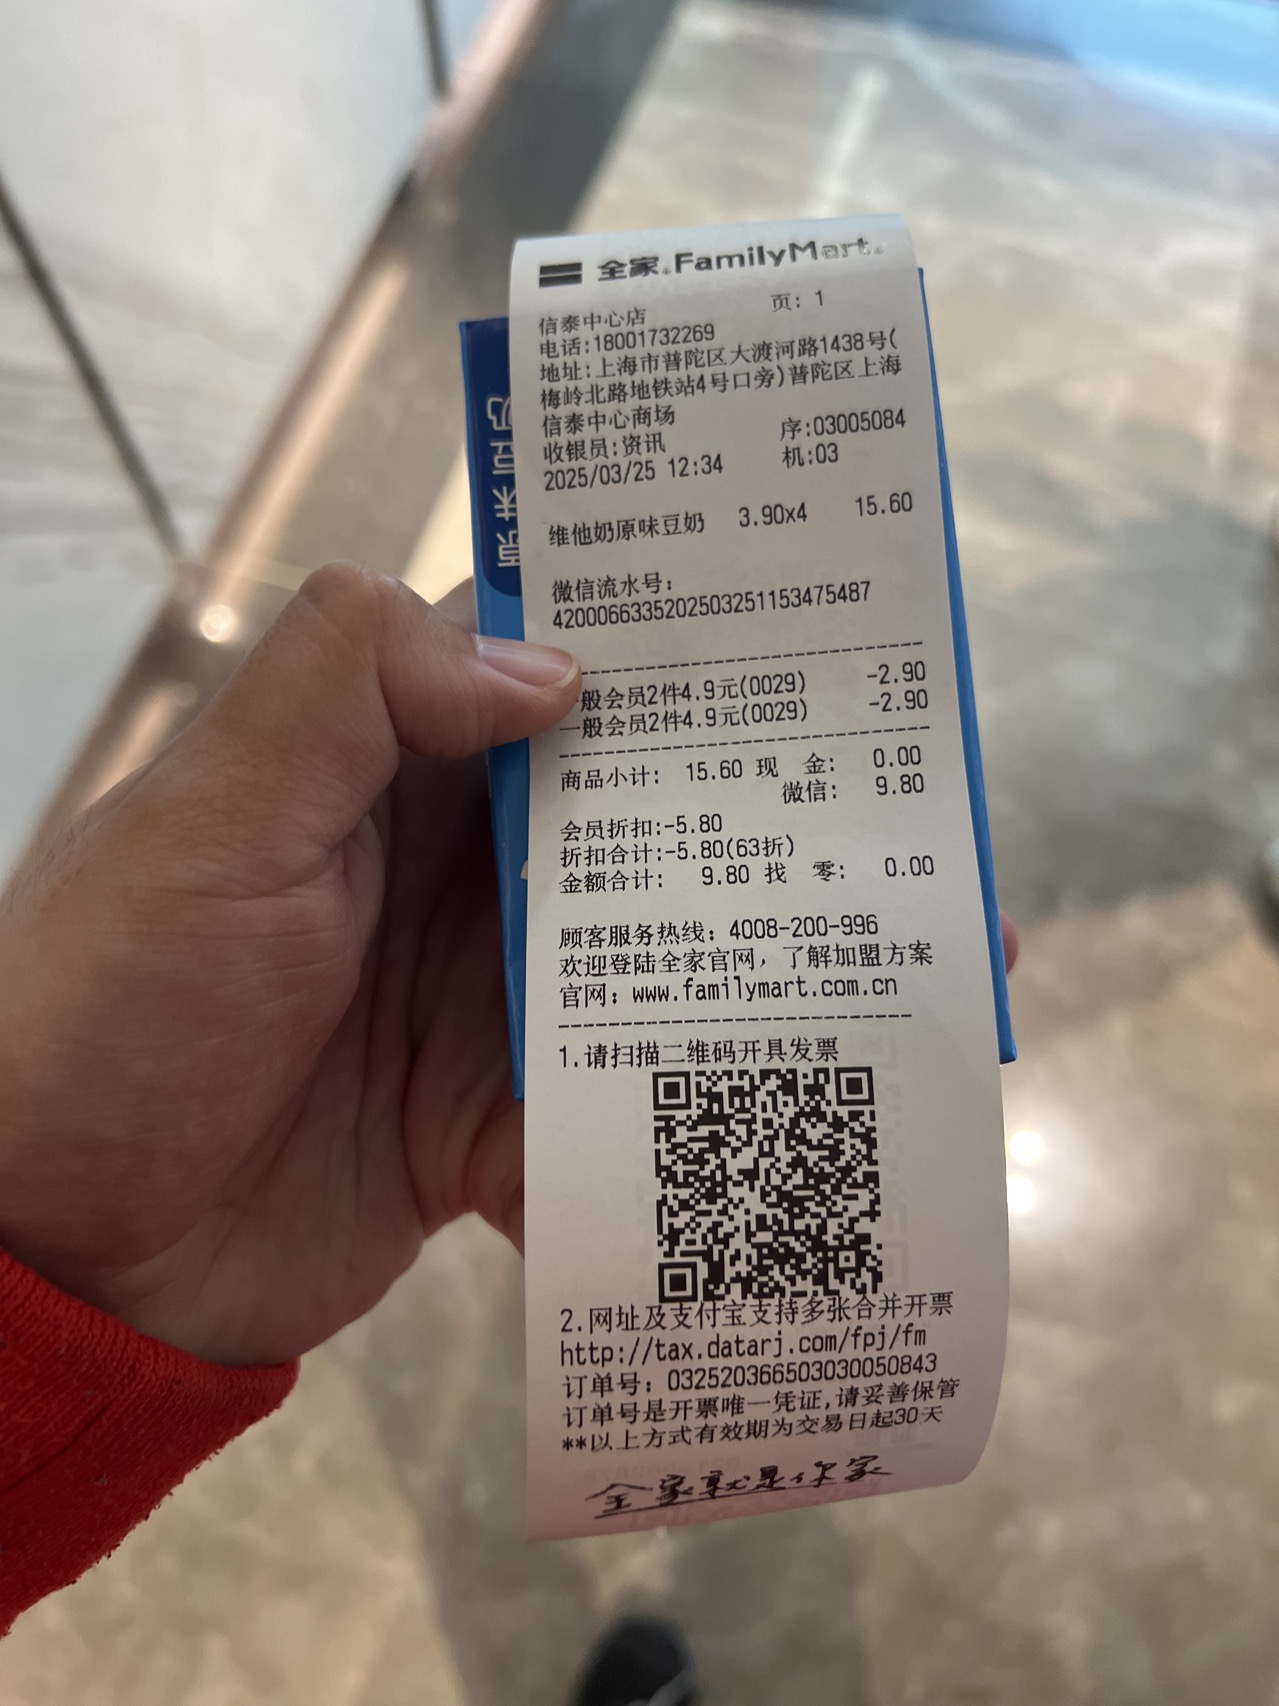 全家®FamilyMart®
信泰中心店 页: 1
电话:18001732269
地址:上海市普陀区大渡河路1438号(
梅岭北路地铁站4号口旁)普陀区上海
信泰中心商场
收银员:资讯 序:03005084
2025/03/25 12:34 机:03
维他奶原味豆奶 3.90x4 15.60
微信流水号:
4200066335202503251153475487
一般会员2件4.9元(0029) -2.90
一般会员2件4.9元(0029) -2.90
商品小计: 15.60 现 金: 0.00
微信: 9.80
会员折扣:-5.80
折扣合计:-5.80(63折)
金额合计: 9.80 找 零: 0.00
顾客服务热线: 4008-200-996
欢迎登陆全家官网,了解加盟方案
官网: www.familymart.com.cn
1.请扫描二维码开具发票
2.网址及支付宝支持多张合并开票
http://tax.datarj.com/fpj/fm
订单号: 032520366503030050843
订单号是开票唯一凭证,请妥善保管
**以上方式有效期为交易日起30天
全家就是你家
原味豆奶